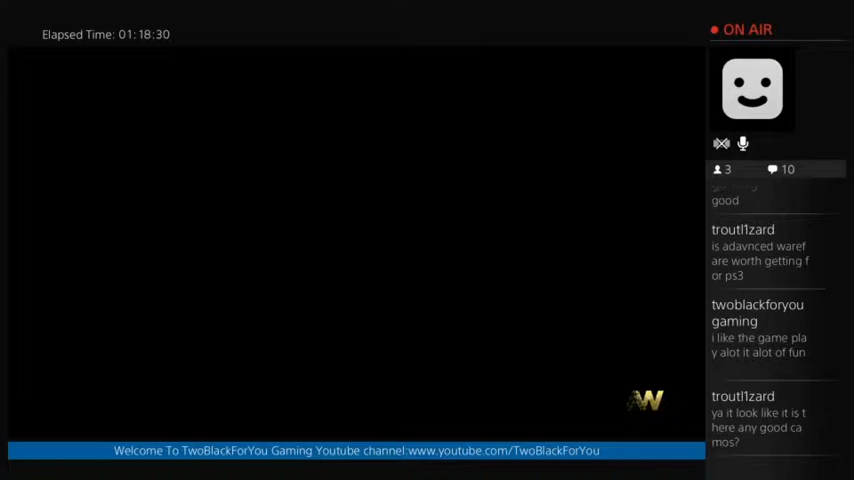 Elapsed Time: 01:18:30
ON AIR
3
10
good
troutl1zard
is adavnced waref
are worth getting f
or ps3
twoblackforyou
gaming
i like the game pla
y alot it alot of fun
troutl1zard
ya it look like it is t
here any good ca
mos?
AW
Welcome To TwoBlackForYou Gaming Youtube channel:www.youtube.com/TwoBlackForYou